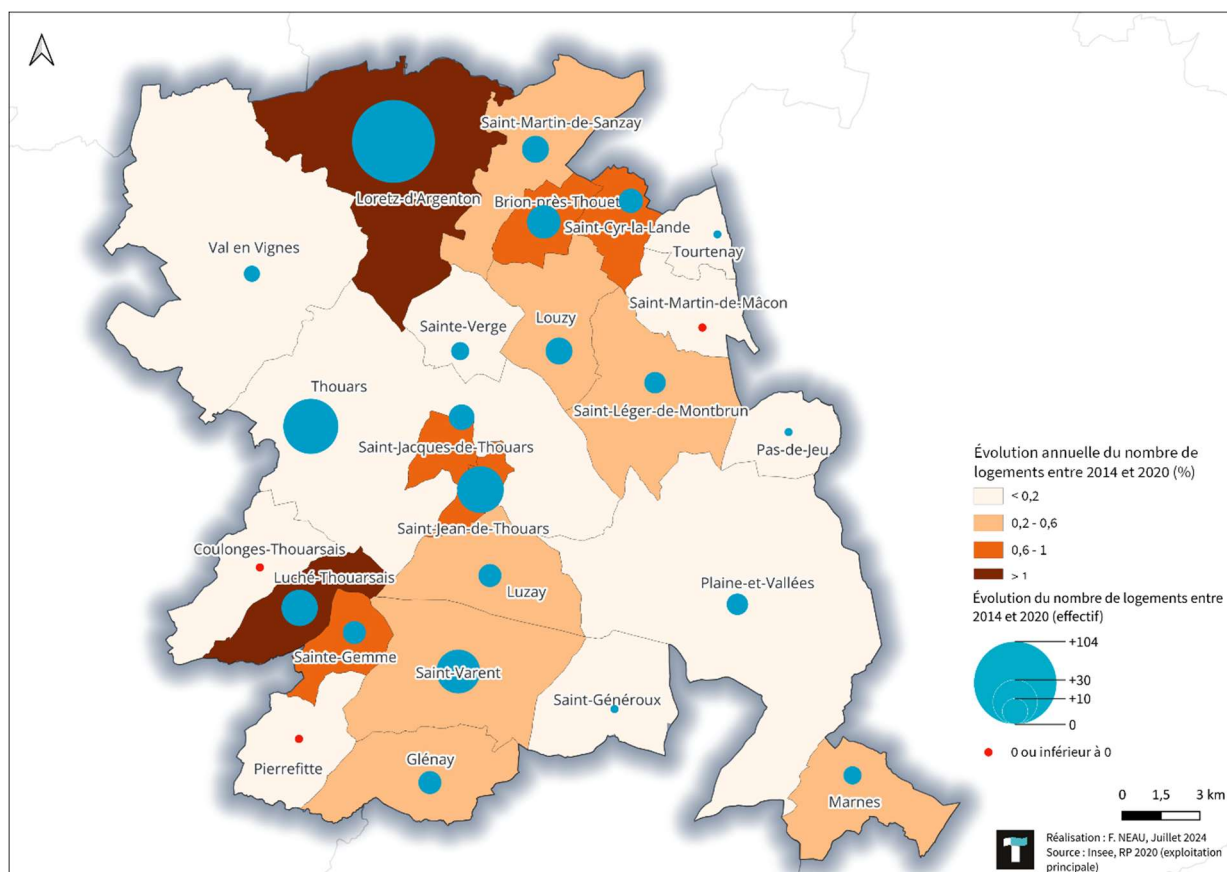 Saint-Martin-de-Sanzay
Loretz-d'Argenton
Brion-près-Thouet
Saint-Cyr-la-Lande
Val en Vignes
Tourtenay
Saint-Martin-de-Mâcon
Sainte-Verge
Louzy
Thouars
Saint-Léger-de-Montbrun
Saint-Jacques-de-Thouars
Pas-de-Jeu
Saint-Jean-de-Thouars
Coulonges-Thouarsais
Luché-Thouarsais
Luzay
Plaine-et-Vallées
Sainte-Gemme
Saint-Varent
Saint-Généroux
Pierrefitte
Glénay
Marnes
Évolution annuelle du nombre de
logements entre 2014 et 2020 (%)
< 0,2
0,2 - 0,6
0,6 - 1
> 1
Évolution du nombre de logements entre
2014 et 2020 (effectif)
+104
+30
+10
0
0 ou inférieur à 0
0 1,5 3 km
Réalisation : F. NEAU, Juillet 2024
Source : Insee, RP 2020 (exploitation
principale)